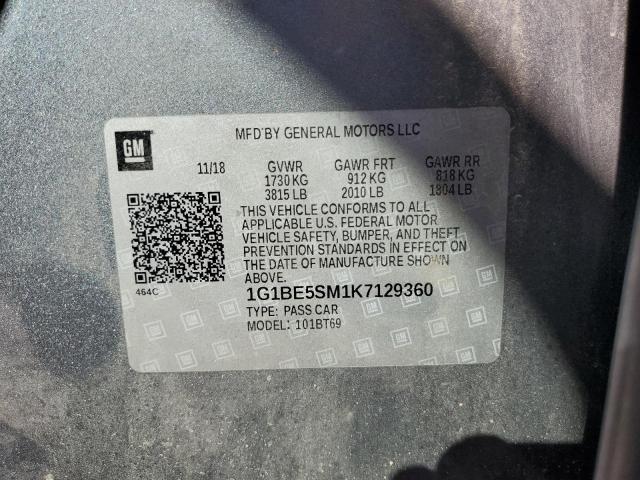 GM
MFD BY GENERAL MOTORS LLC
11/18 GVWR GAWR FRT GAWR RR
1730 KG 912 KG 818 KG
3815 LB 2010 LB 1804 LB
THIS VEHICLE CONFORMS TO ALL
APPLICABLE U.S. FEDERAL MOTOR
VEHICLE SAFETY, BUMPER, AND THEFT
PREVENTION STANDARDS IN EFFECT ON
THE DATE OF MANUFACTURE SHOWN
ABOVE.
464C
1G1BE5SM1K7129360
TYPE: PASS CAR
MODEL: 101BT69